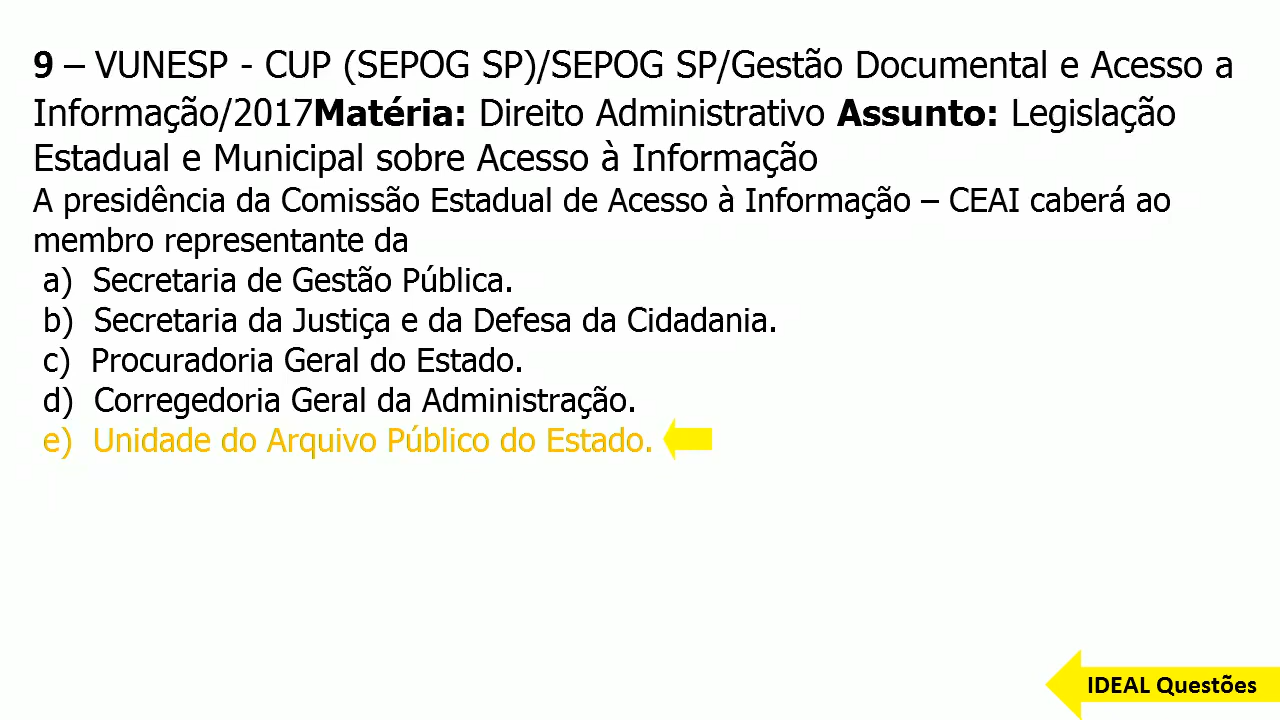 9 – VUNESP - CUP (SEPOG SP)/SEPOG SP/Gestão Documental e Acesso a
Informação/2017Matéria: Direito Administrativo Assunto: Legislação
Estadual e Municipal sobre Acesso à Informação
A presidência da Comissão Estadual de Acesso à Informação – CEAI caberá ao
membro representante da
a) Secretaria de Gestão Pública.
b) Secretaria da Justiça e da Defesa da Cidadania.
c) Procuradoria Geral do Estado.
d) Corregedoria Geral da Administração.
e) Unidade do Arquivo Público do Estado.
IDEAL Questões